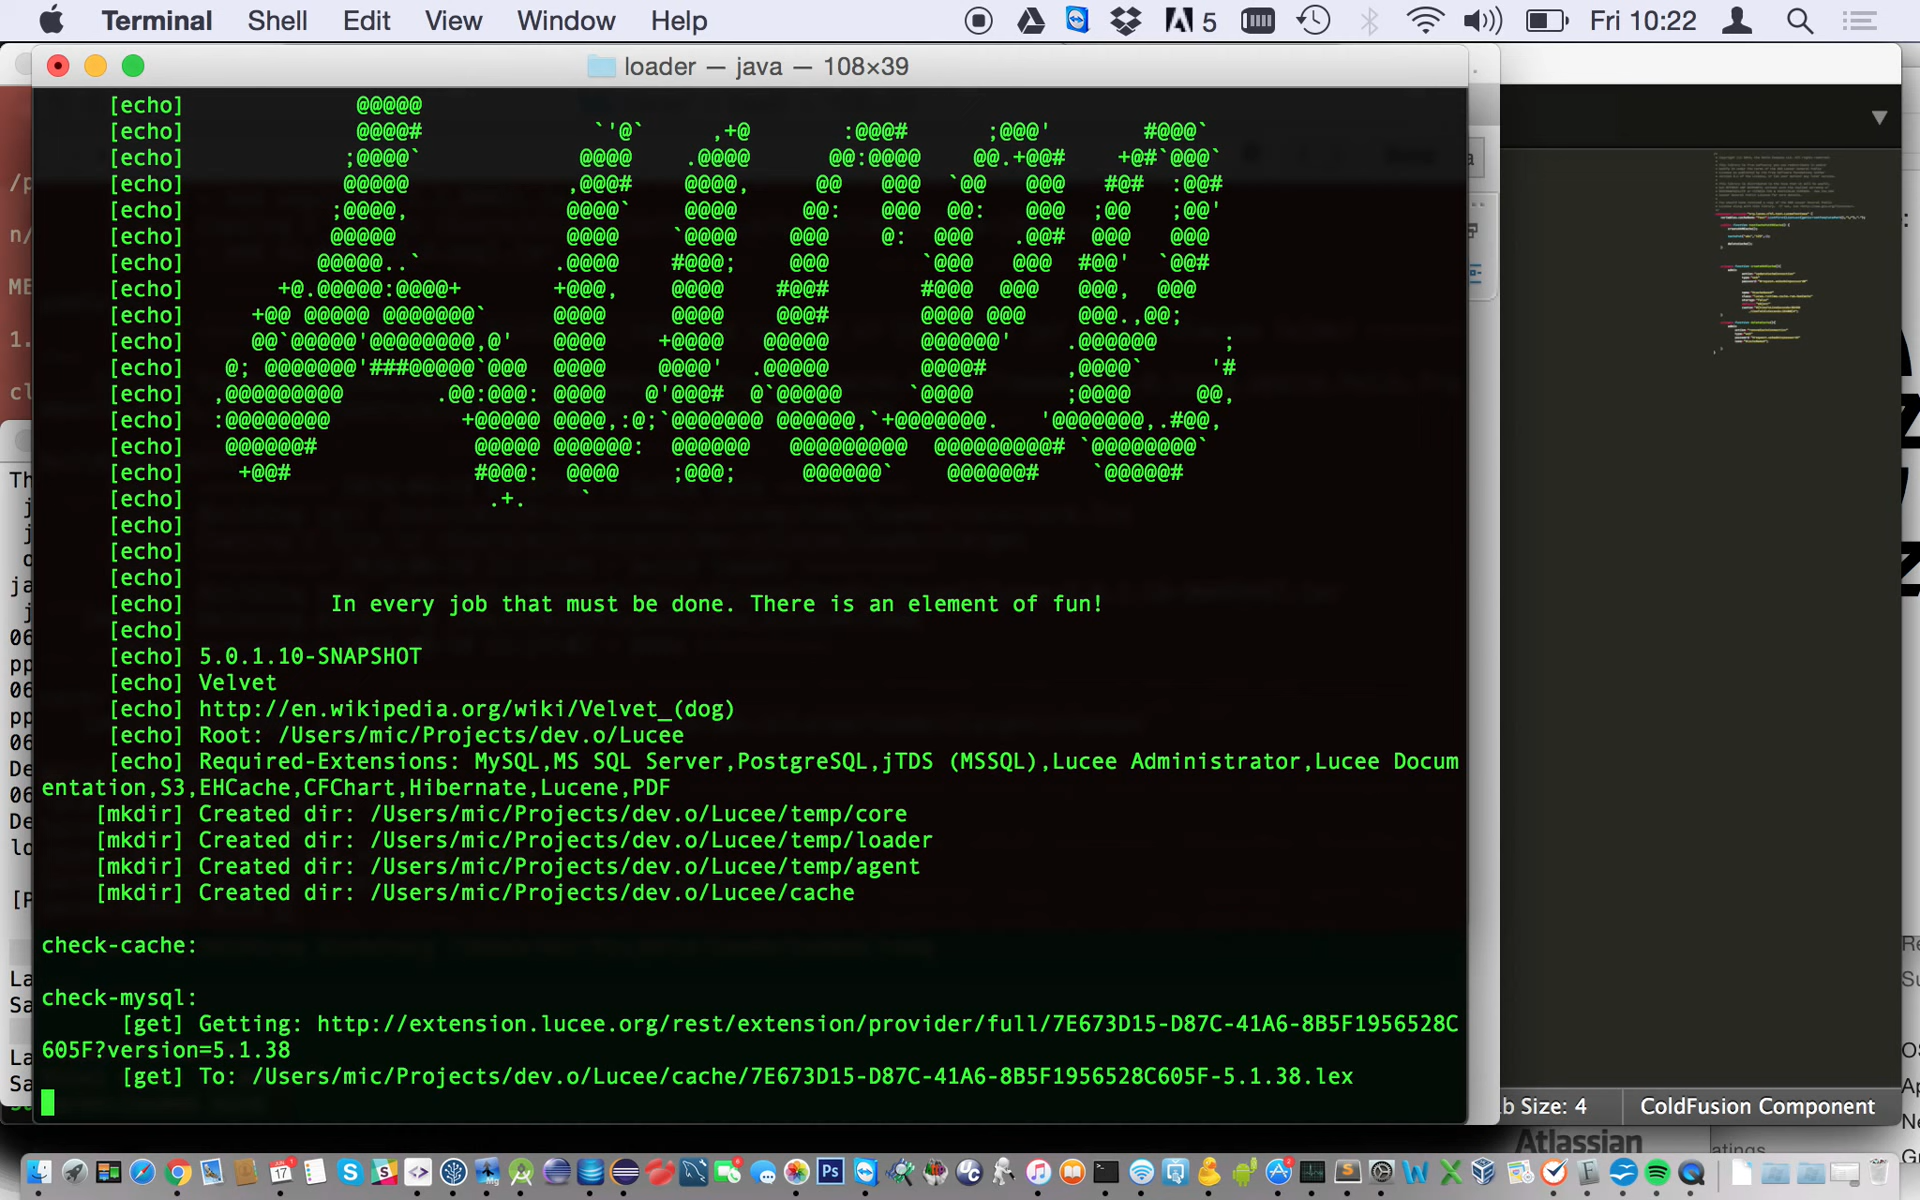 Terminal Shell Edit View Window Help 5 Fri 10:22
loader — java — 108×39
[echo] @@@@@
[echo] @@@@# `'@` ,+@ :@@@# ;@@@' #@@@`
[echo] ;@@@@` @@@@ .@@@@ @@:@@@@ @@.+@@# +@#`@@@`
[echo] @@@@@ ,@@@# @@@@, @@ @@@ `@@ @@@ #@# :@@#
[echo] ;@@@@, @@@@` @@@@ @@: @@@ @@: @@@ ;@@ ;@@'
[echo] @@@@@ @@@@ `@@@@ @@@ @: @@@ .@@# @@@ @@@
[echo] @@@@@..` .@@@@ #@@@; @@@ `@@@ @@@ #@@' `@@#
[echo] +@.@@@@@:@@@@+ +@@@, @@@@ #@@# #@@@ @@@ @@@, @@@
[echo] +@@ @@@@@ @@@@@@@` @@@@ @@@@ @@@# @@@@ @@@ @@@.,@@;
[echo] @@`@@@@@'@@@@@@@@,@' @@@@ +@@@@ @@@@@ @@@@@@' .@@@@@@ ;
[echo] @; @@@@@@@'###@@@@@`@@@ @@@@ @@@@' .@@@@@ @@@@# ,@@@@` '#
[echo] ,@@@@@@@@@ .@@:@@@: @@@@ @'@@@# @`@@@@@ `@@@@ ;@@@@ @@,
[echo] :@@@@@@@@ +@@@@@ @@@@,:@;`@@@@@@@ @@@@@@,`+@@@@@@@. '@@@@@@@,.#@@,
[echo] @@@@@@# @@@@@ @@@@@@: @@@@@@ @@@@@@@@@ @@@@@@@@@# `@@@@@@@@`
[echo] +@@# #@@@: @@@@ ;@@@; @@@@@@` @@@@@@# `@@@@@#
[echo] .+. `
[echo]
[echo]
[echo]
[echo] In every job that must be done. There is an element of fun!
[echo]
[echo] 5.0.1.10-SNAPSHOT
[echo] Velvet
[echo] http://en.wikipedia.org/wiki/Velvet_(dog)
[echo] Root: /Users/mic/Projects/dev.o/Lucee
[echo] Required-Extensions: MySQL,MS SQL Server,PostgreSQL,jTDS (MSSQL),Lucee Administrator,Lucee Docum
entation,S3,EHCache,CFChart,Hibernate,Lucene,PDF
[mkdir] Created dir: /Users/mic/Projects/dev.o/Lucee/temp/core
[mkdir] Created dir: /Users/mic/Projects/dev.o/Lucee/temp/loader
[mkdir] Created dir: /Users/mic/Projects/dev.o/Lucee/temp/agent
[mkdir] Created dir: /Users/mic/Projects/dev.o/Lucee/cache
check-cache:
check-mysql:
[get] Getting: http://extension.lucee.org/rest/extension/provider/full/7E673D15-D87C-41A6-8B5F1956528C
605F?version=5.1.38
[get] To: /Users/mic/Projects/dev.o/Lucee/cache/7E673D15-D87C-41A6-8B5F1956528C605F-5.1.38.lex
b Size: 4 ColdFusion Component
Atlassian
atings